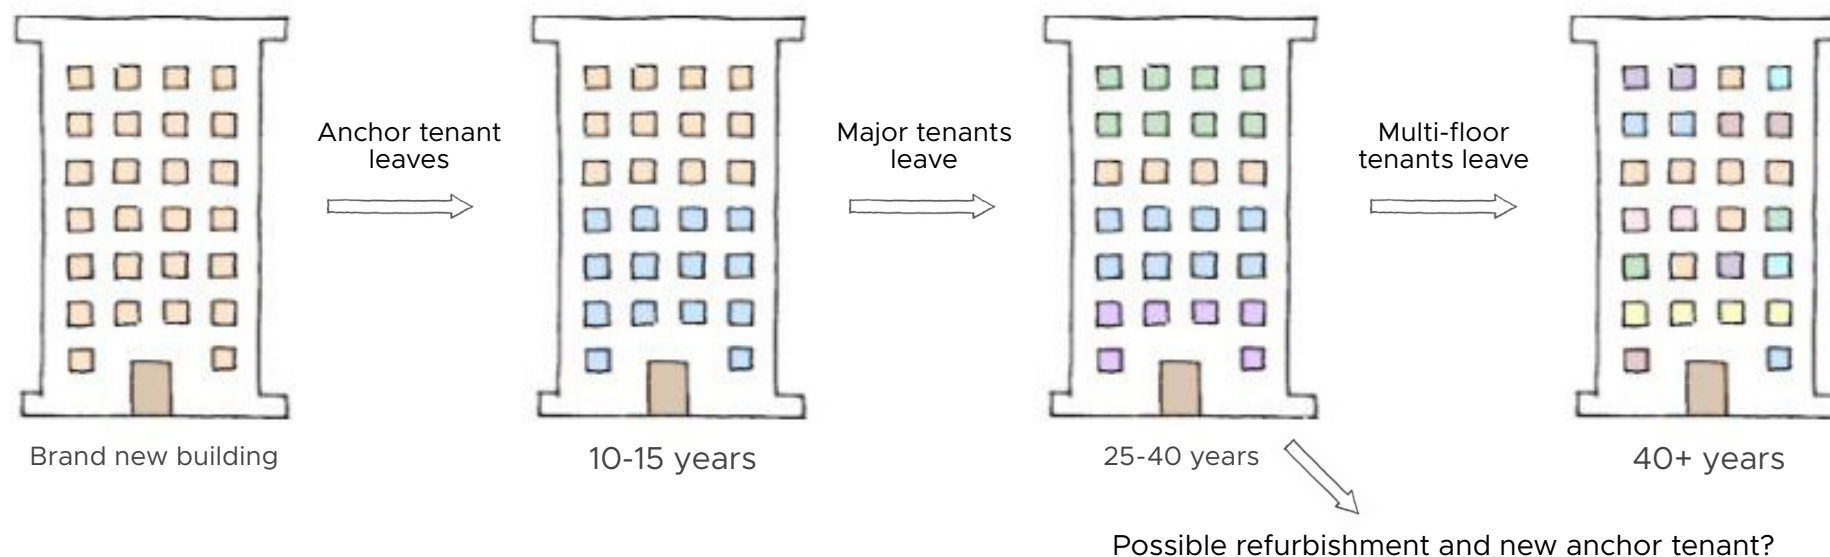 Anchor tenant
leaves
Major tenants
leave
Multi-floor
tenants leave
Brand new building
10-15 years
25-40 years
40+ years
Possible refurbishment and new anchor tenant?